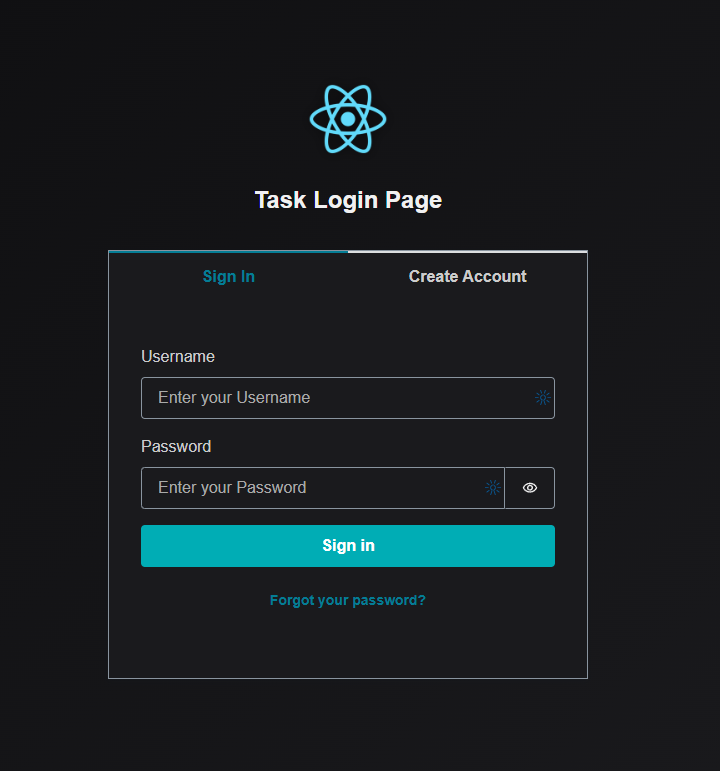 Task Login Page
Sign In
Create Account
Username
Enter your Username
Password
Enter your Password
Sign in
Forgot your password?